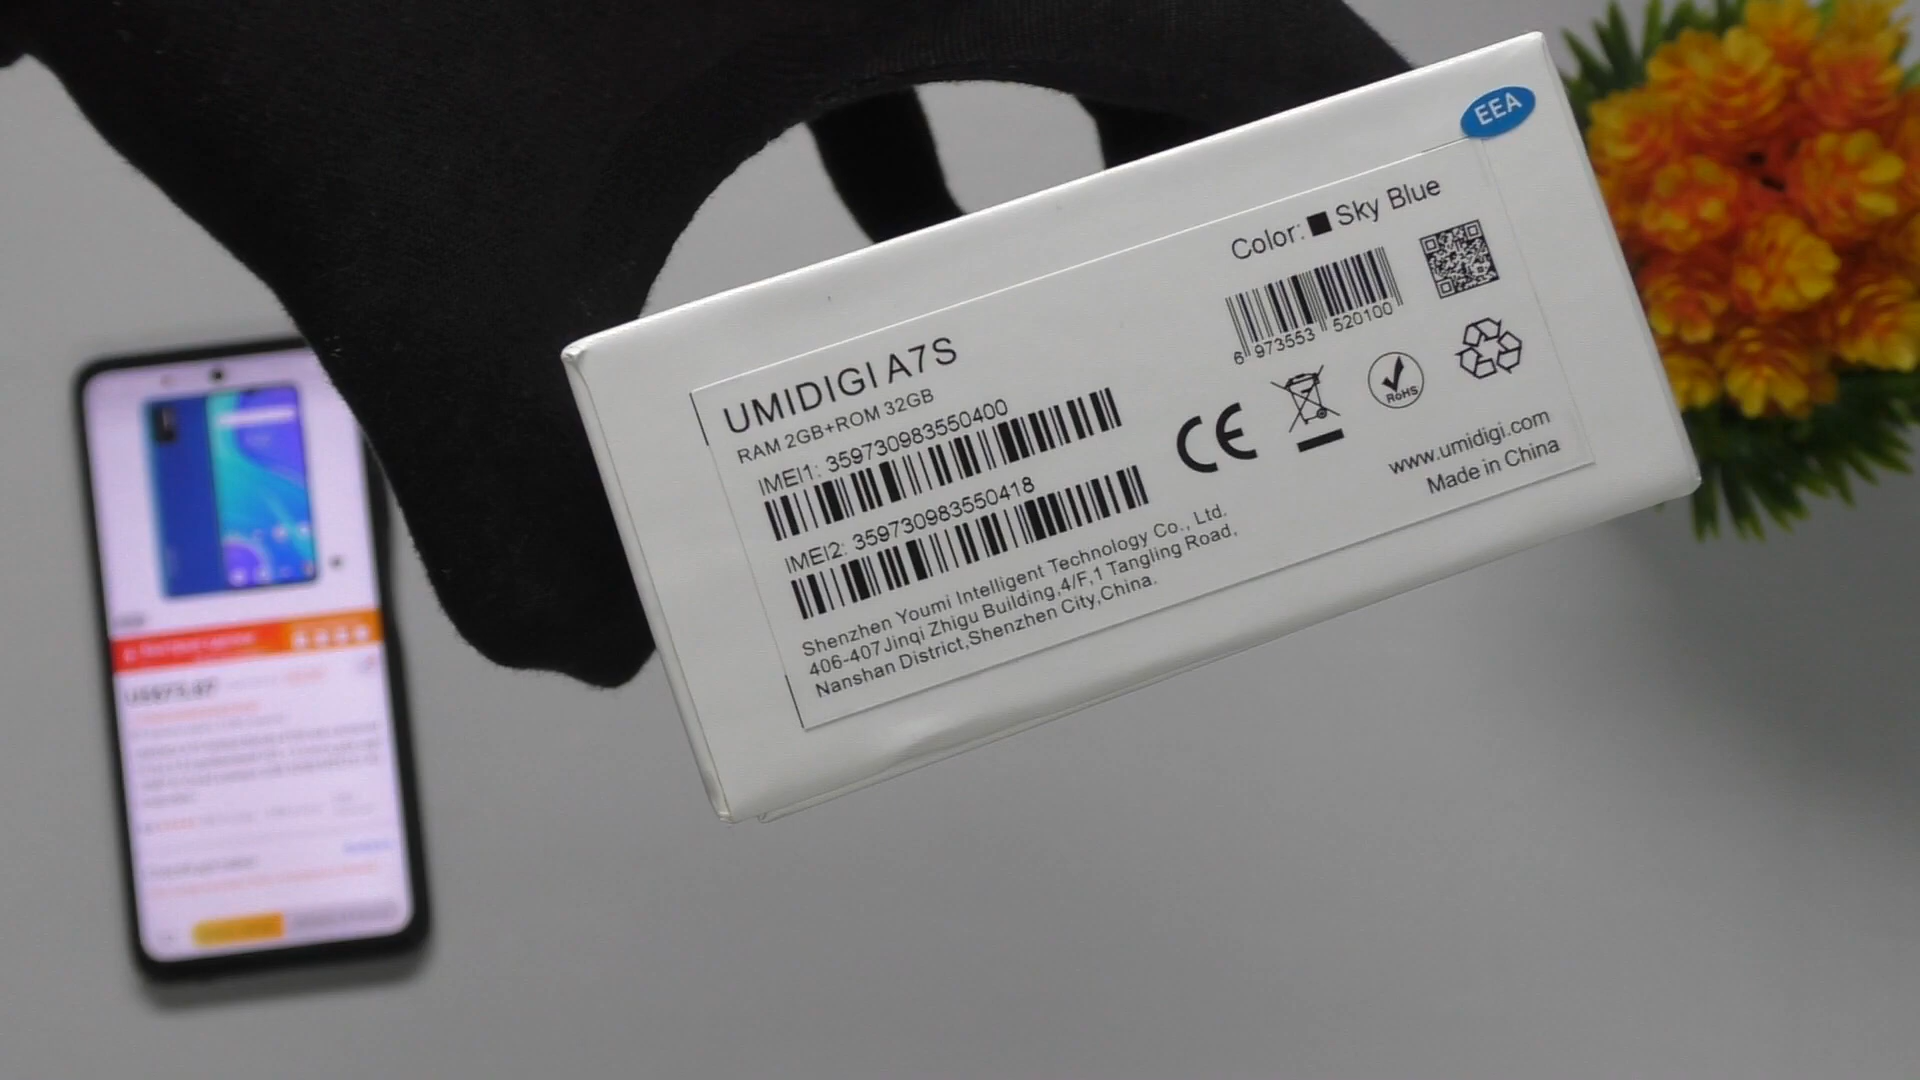 EEA
Color: Sky Blue
6 973553 520100
UMIDIGI A7S
RAM 2GB+ROM 32GB
IMEI1: 359730983550400
IMEI2: 359730983550418
CE
RoHS
www.umidigi.com
Made in China
Shenzhen Youmi Intelligent Technology Co., Ltd.
406-407Jinqi Zhigu Building,4/F,1 Tangling Road,
Nanshan District,Shenzhen City,China.